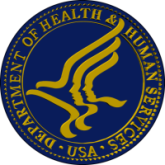 DEPARTMENT OF HEALTH & HUMAN SERVICES
· USA ·